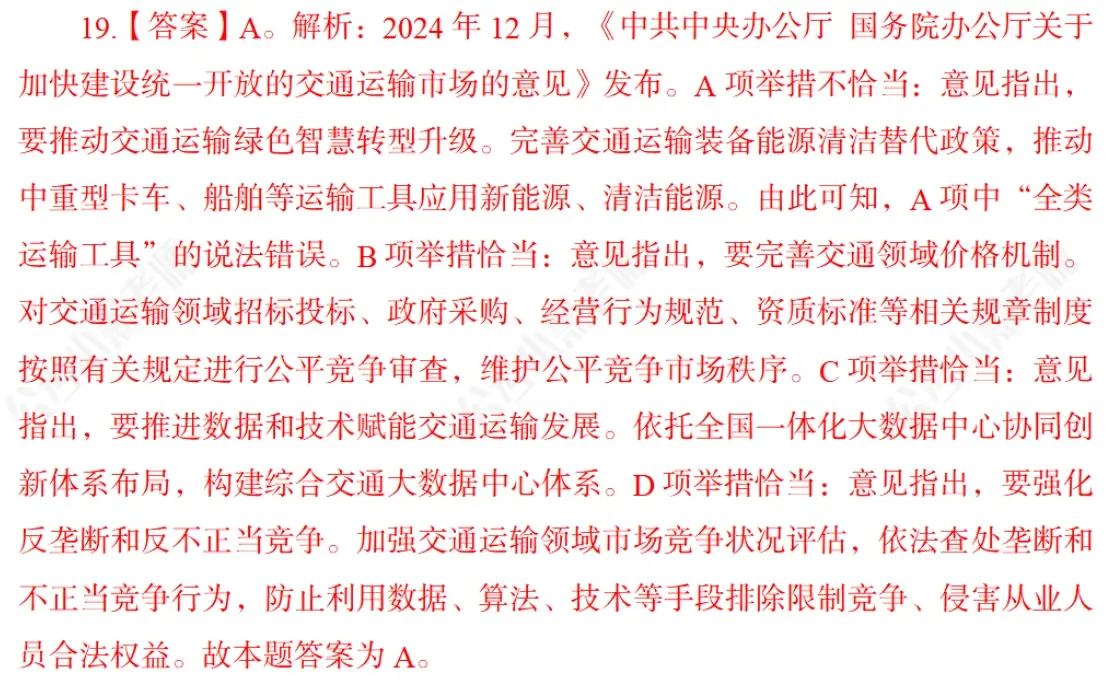 19.【答案】A。解析：2024 年 12 月，《中共中央办公厅 国务院办公厅关于
加快建设统一开放的交通运输市场的意见》发布。A 项举措不恰当：意见指出，
要推动交通运输绿色智慧转型升级。完善交通运输装备能源清洁替代政策，推动
中重型卡车、船舶等运输工具应用新能源、清洁能源。由此可知，A 项中“全类
运输工具”的说法错误。B 项举措恰当：意见指出，要完善交通领域价格机制。
对交通运输领域招标投标、政府采购、经营行为规范、资质标准等相关规章制度
按照有关规定进行公平竞争审查，维护公平竞争市场秩序。C 项举措恰当：意见
指出，要推进数据和技术赋能交通运输发展。依托全国一体化大数据中心协同创
新体系布局，构建综合交通大数据中心体系。D 项举措恰当：意见指出，要强化
反垄断和反不正当竞争。加强交通运输领域市场竞争状况评估，依法查处垄断和
不正当竞争行为，防止利用数据、算法、技术等手段排除限制竞争、侵害从业人
员合法权益。故本题答案为 A。